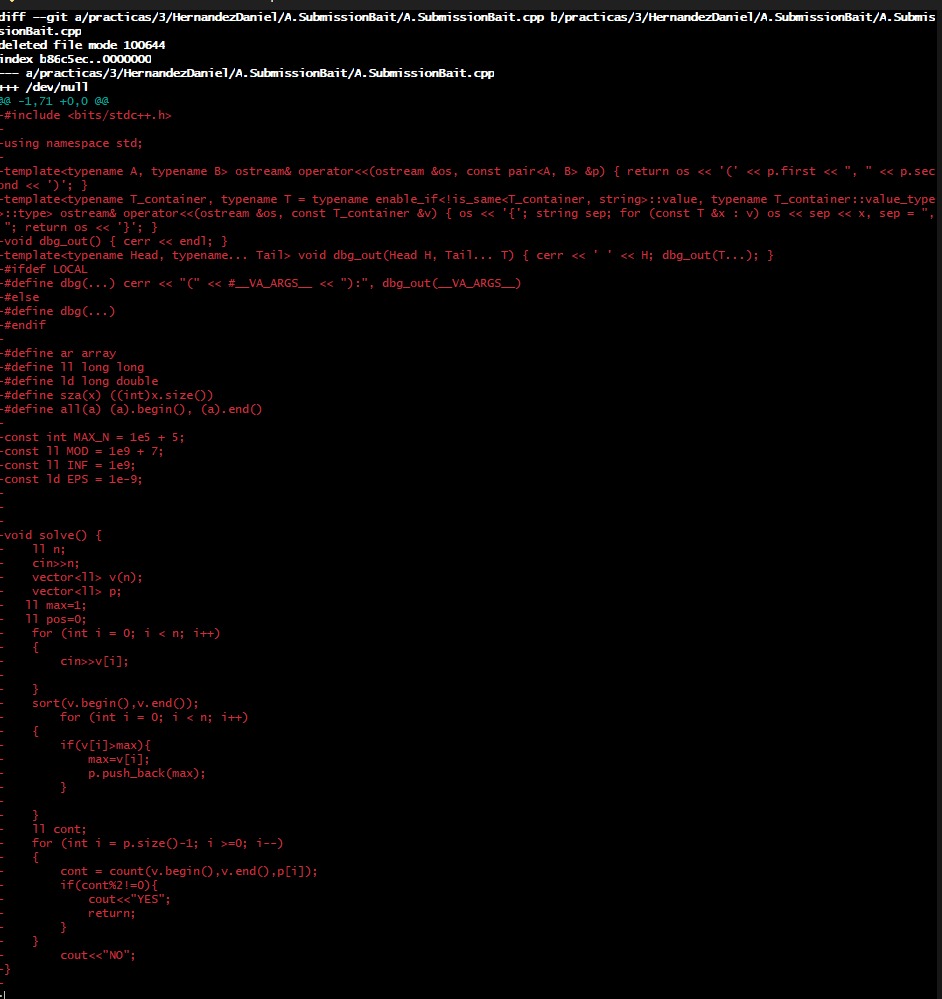 diff --git a/practicas/3/HernandezDaniel/A.SubmissionBait/A.SubmissionBait.cpp b/practicas/3/HernandezDaniel/A.SubmissionBait/A.Submis
sionBait.cpp
deleted file mode 100644
index b86c5ec..0000000
--- a/practicas/3/HernandezDaniel/A.SubmissionBait/A.SubmissionBait.cpp
+++ /dev/null
@@ -1,71 +0,0 @@
-#include <bits/stdc++.h>
-
-using namespace std;
-
-template<typename A, typename B> ostream& operator<<(ostream &os, const pair<A, B> &p) { return os << '(' << p.first << ", " << p.sec
ond << ')'; }
-template<typename T_container, typename T = typename enable_if<!is_same<T_container, string>::value, typename T_container::value_type
>::type> ostream& operator<<(ostream &os, const T_container &v) { os << '{'; string sep; for (const T &x : v) os << sep << x, sep = ",
 "; return os << '}'; }
-void dbg_out() { cerr << endl; }
-template<typename Head, typename... Tail> void dbg_out(Head H, Tail... T) { cerr << ' ' << H; dbg_out(T...); }
-#ifdef LOCAL
-#define dbg(...) cerr << "(" << #__VA_ARGS__ << "):", dbg_out(__VA_ARGS__)
-#else
-#define dbg(...)
-#endif
-
-#define ar array
-#define ll long long
-#define ld long double
-#define sza(x) ((int)x.size())
-#define all(a) (a).begin(), (a).end()
-
-const int MAX_N = 1e5 + 5;
-const ll MOD = 1e9 + 7;
-const ll INF = 1e9;
-const ld EPS = 1e-9;
-
-
-
-void solve() {
-    ll n;
-    cin>>n;
-    vector<ll> v(n);
-    vector<ll> p;
-   ll max=1;
-   ll pos=0;
-    for (int i = 0; i < n; i++)
-    {
-        cin>>v[i];
-
-    }
-    sort(v.begin(),v.end());
-        for (int i = 0; i < n; i++)
-    {
-        if(v[i]>max){
-            max=v[i];
-            p.push_back(max);
-        }
-
-    }
-    ll cont;
-    for (int i = p.size()-1; i >=0; i--)
-    {
-        cont = count(v.begin(),v.end(),p[i]);
-        if(cont%2!=0){
-            cout<<"YES";
-            return;
-        }
-    }
-        cout<<"NO";
-}
-
: